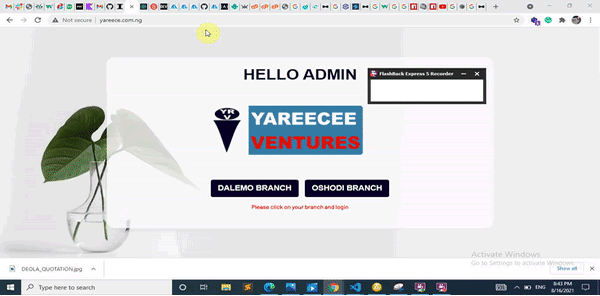 Not secure | yareece.com.ng
HELLO ADMIN
FlashBack Express 5 Recorder
YR
V
YAREECEE
VENTURES
DALEMO BRANCH
OSHODI BRANCH
Please click on your branch and login
Activate Windows
Go to Settings to activate Windows.
DEOLA_QUOTATION.jpg
Show all
Type here to search
ENG
8:43 PM
8/16/2021